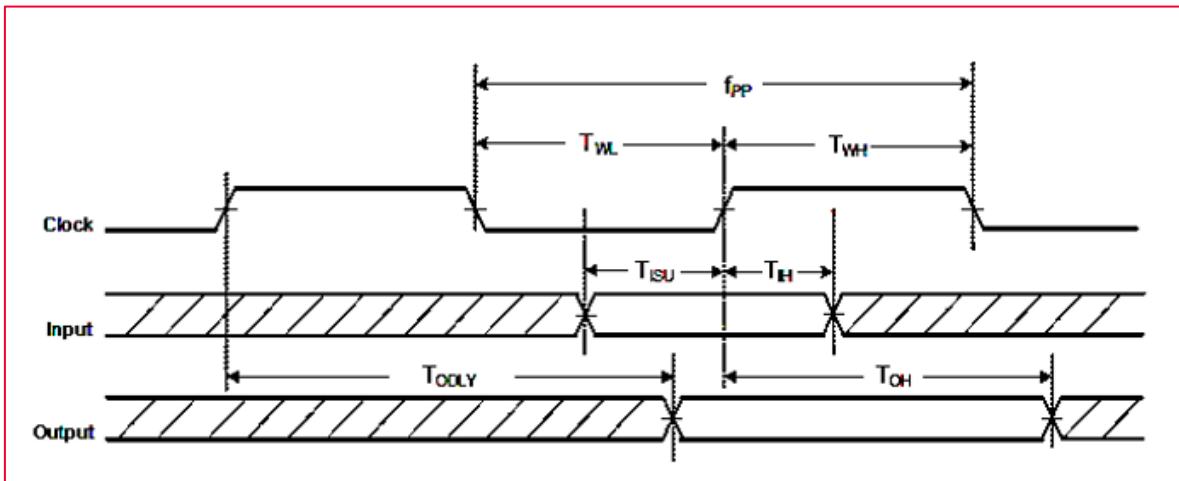 fPP
TWL
TWH
Clock
TISU
TIH
Input
TODLY
TOH
Output